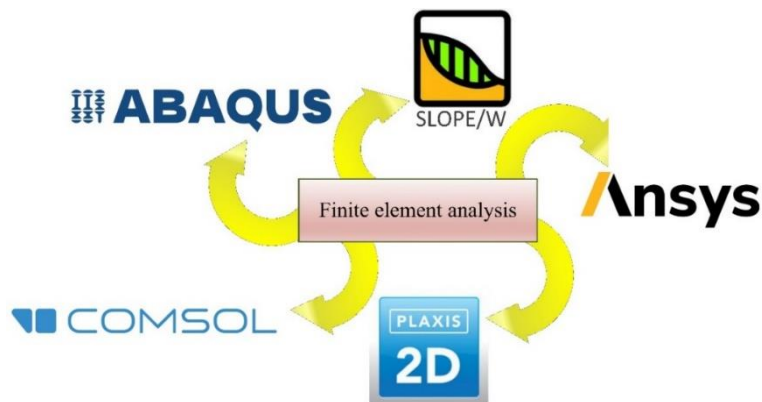 ABAQUS
SLOPE/W
Ansys
Finite element analysis
COMSOL
PLAXIS
2D